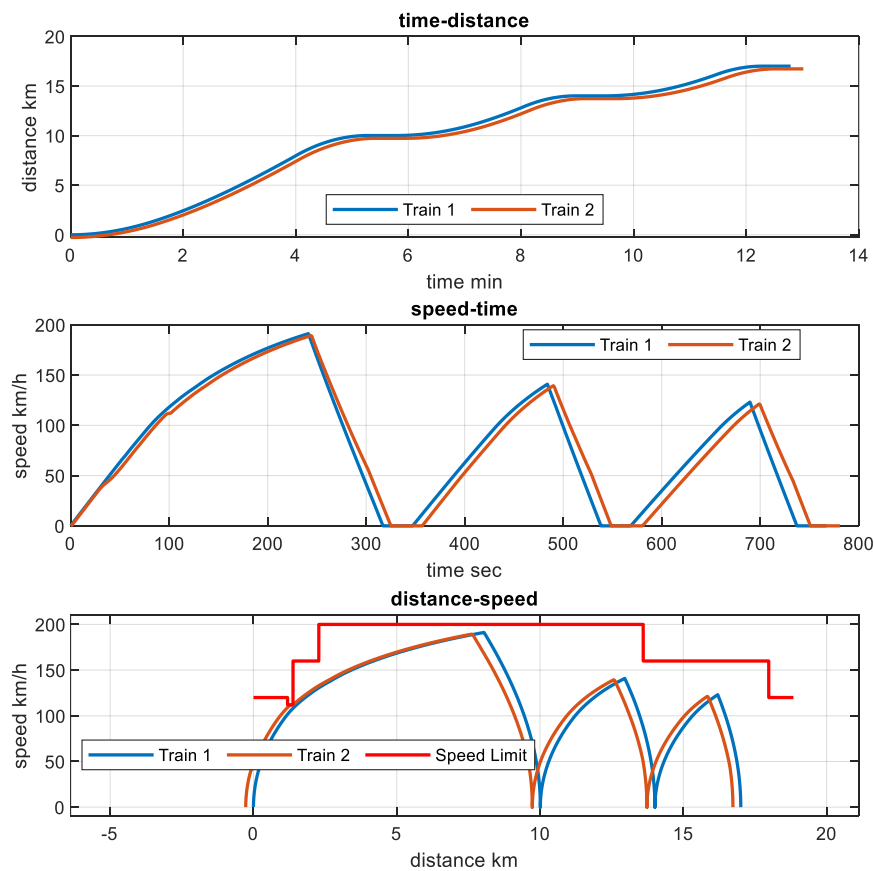 time-distance
20
15
10
5
0
distance km
Train 1 Train 2
0 2 4 6 8 10 12 14
time min
speed-time
200
150
100
50
0
speed km/h
Train 1 Train 2
0 100 200 300 400 500 600 700 800
time sec
distance-speed
200
150
100
50
0
speed km/h
Train 1 Train 2 Speed Limit
-5 0 5 10 15 20
distance km